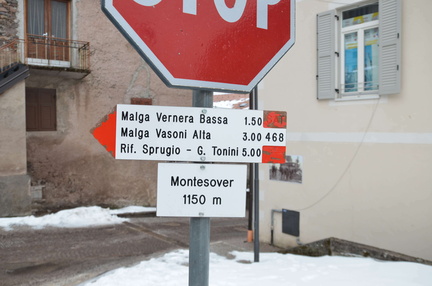 STOP
Malga Vernera Bassa 1.50
Malga Vasoni Alta 3.00 468
Rif. Sprugio - G. Tonini 5.00
Montesover
1150 m